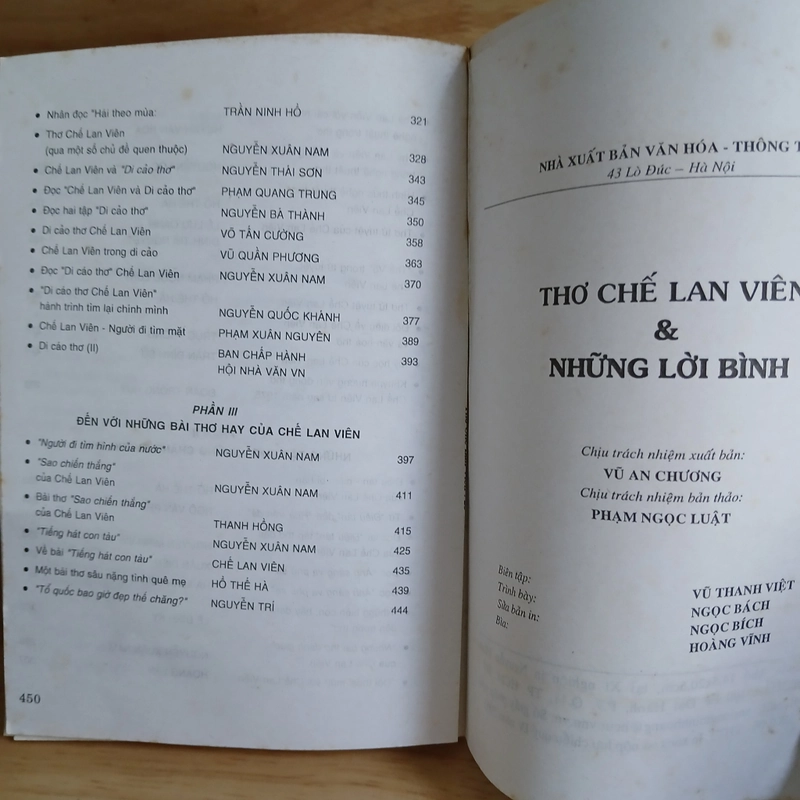 • Nhân đọc "Hái theo mùa: TRẦN NINH HỒ 321
• Thơ Chế Lan Viên
(qua một số chủ đề quen thuộc) NGUYỄN XUÂN NAM 328
• Chế Lan Viên và "Di cảo thơ" NGUYỄN THÁI SƠN 343
• Đọc "Chế Lan Viên và Di cảo thơ" PHẠM QUANG TRUNG 345
• Đọc hai tập "Di cảo thơ" NGUYỄN BÁ THÀNH 350
• Di cảo thơ Chế Lan Viên VÕ TẤN CƯỜNG 358
• Chế Lan Viên trong di cảo VŨ QUẦN PHƯƠNG 363
• Đọc "Di cáo thơ" Chế Lan Viên NGUYỄN XUÂN NAM 370
• "Di cáo thơ Chế Lan Viên"
hành trình tìm lại chính mình NGUYỄN QUỐC KHÁNH 377
• Chế Lan Viên - Người đi tìm mặt PHẠM XUÂN NGUYÊN 389
• Di cáo thơ (II) BAN CHẤP HÀNH 393
HỘI NHÀ VĂN VN
PHẦN III
ĐẾN VỚI NHỮNG BÀI THƠ HAY CỦA CHẾ LAN VIÊN
• "Người đi tìm hình của nước" NGUYỄN XUÂN NAM 397
• "Sao chiến thắng"
của Chế Lan Viên NGUYỄN XUÂN NAM 411
• Bài thơ "Sao chiến thắng"
của Chế Lan Viên THANH HỒNG 415
• "Tiếng hát con tàu" NGUYỄN XUÂN NAM 425
• Về bài "Tiếng hát con tàu" CHẾ LAN VIÊN 435
• Một bài thơ sâu nặng tình quê mẹ HỒ THẾ HÀ 439
• "Tổ quốc bao giờ đẹp thế chăng?" NGUYỄN TRÍ 444
450
NHÀ XUẤT BẢN VĂN HÓA - THÔNG T
43 Lò Đúc – Hà Nội
THƠ CHẾ LAN VIÊN
&
NHỮNG LỜI BÌNH
Chịu trách nhiệm xuất bản:
VŨ AN CHƯƠNG
Chịu trách nhiệm bản thảo:
PHẠM NGỌC LUẬT
Biên tập: VŨ THANH VIỆT
Trình bày: NGỌC BÁCH
Sửa bản in: NGỌC BÍCH
Bìa: HOÀNG VĨNH